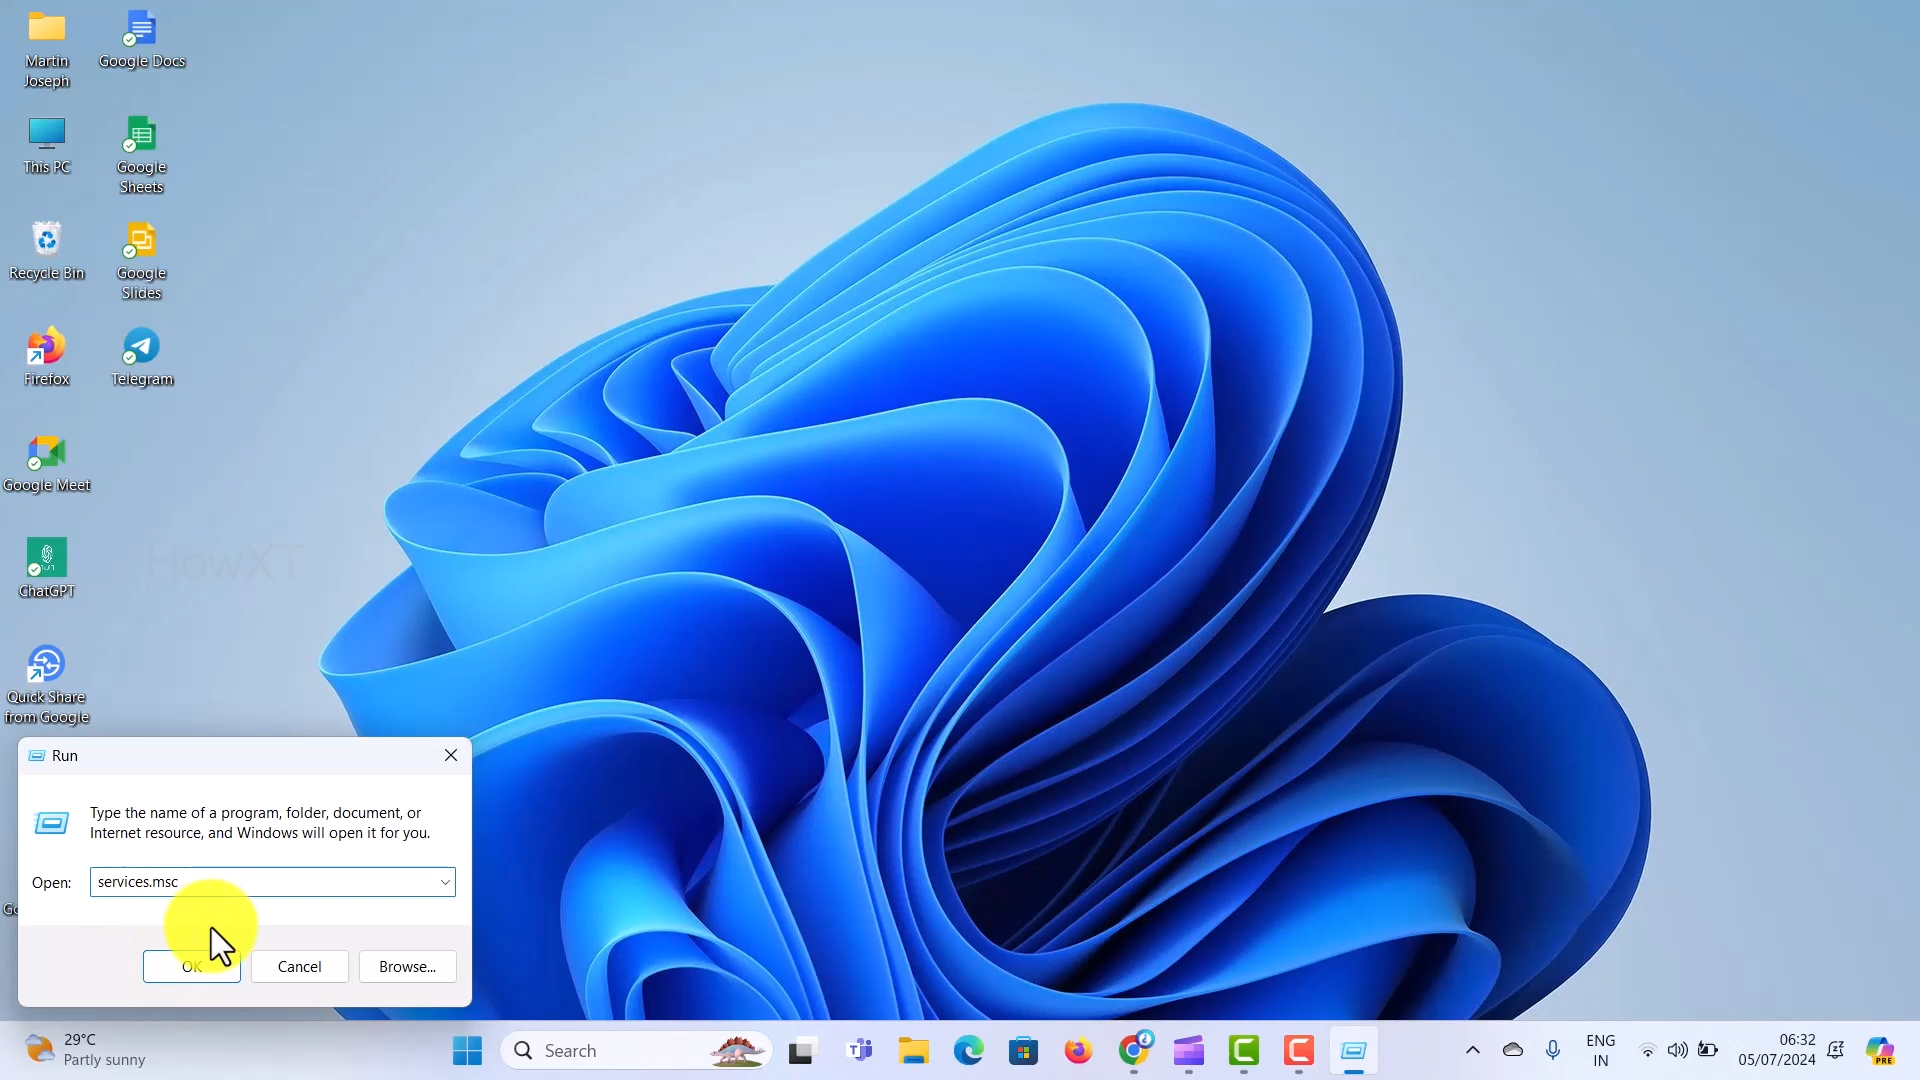 Martin
Joseph
Google Docs
This PC
Google
Sheets
Recycle Bin
Google
Slides
Firefox
Telegram
Google Meet
HowXT
ChatGPT
Quick Share
from Google
Run
Type the name of a program, folder, document, or
Internet resource, and Windows will open it for you.
Open:
services.msc
OK
Cancel
Browse...
29°C
Partly sunny
Search
ENG
IN
06:32
05/07/2024
PRE